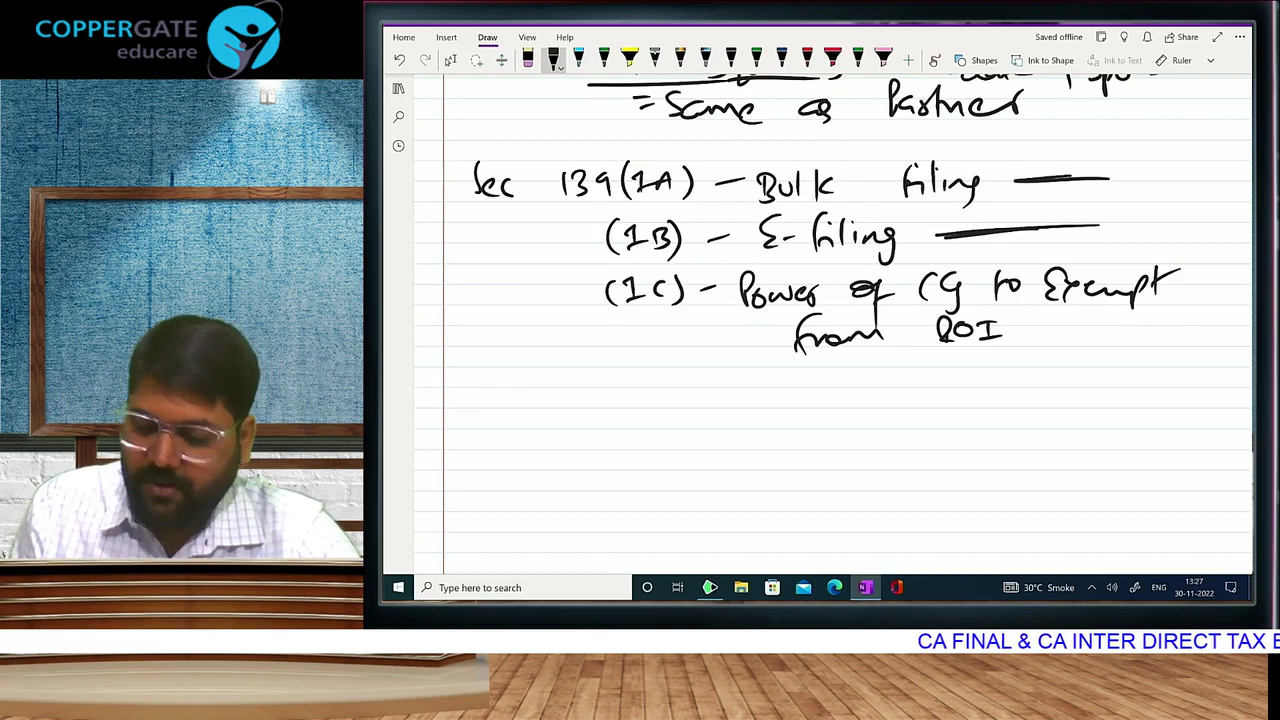 COPPERGATE
educare
Home Insert Draw View Help
Saved offline
Share
Shapes
Ink to Shape
Ink to Text
Ruler
= Same as Partner
Sec 139(1A) - Bulk filing
(1B) - E-filing
(1C) - Power of CG to Exempt
from ROI
Type here to search
30°C Smoke
ENG
13:27
30-11-2022
CA FINAL & CA INTER DIRECT TAX E